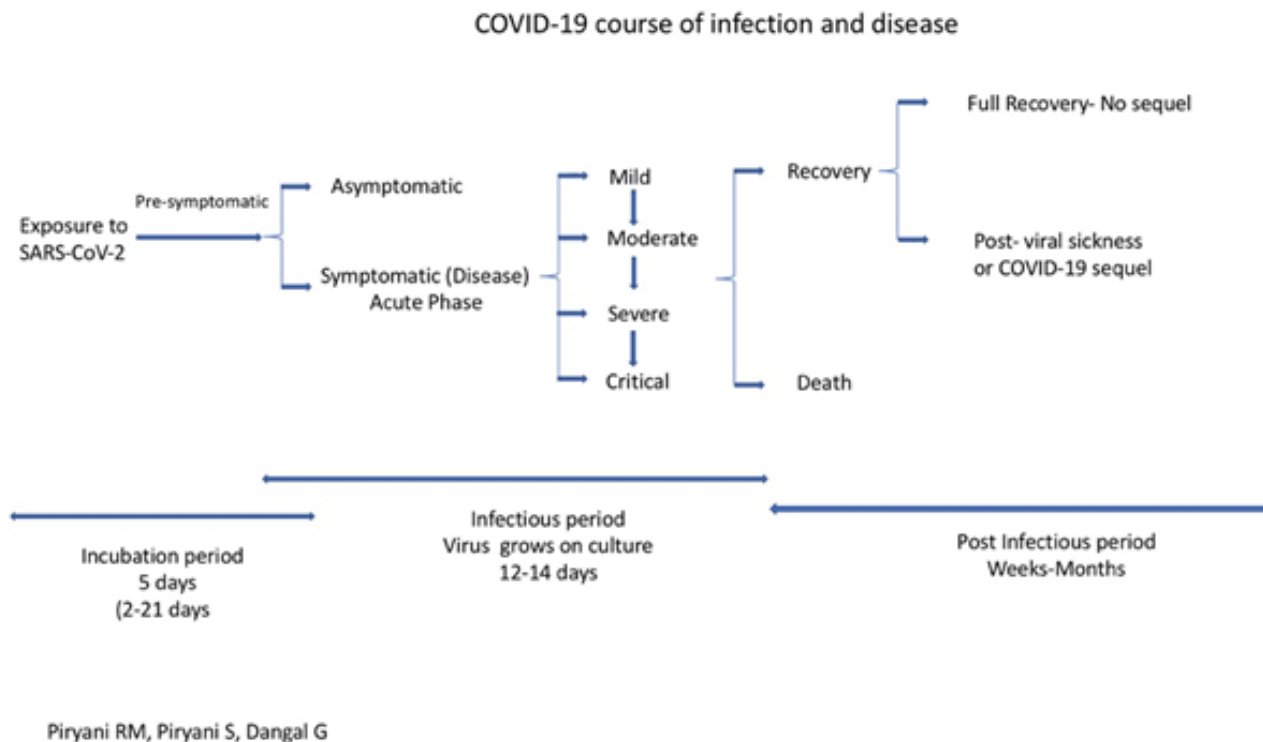 COVID-19 course of infection and disease
Full Recovery- No sequel
Recovery
Post- viral sickness
or COVID-19 sequel
Pre-symptomatic
Exposure to
SARS-CoV-2
Asymptomatic
Symptomatic (Disease)
Acute Phase
Mild
Moderate
Severe
Critical
Death
Incubation period
5 days
(2-21 days
Infectious period
Virus grows on culture
12-14 days
Post Infectious period
Weeks-Months
Piryani RM, Piryani S, Dangal G